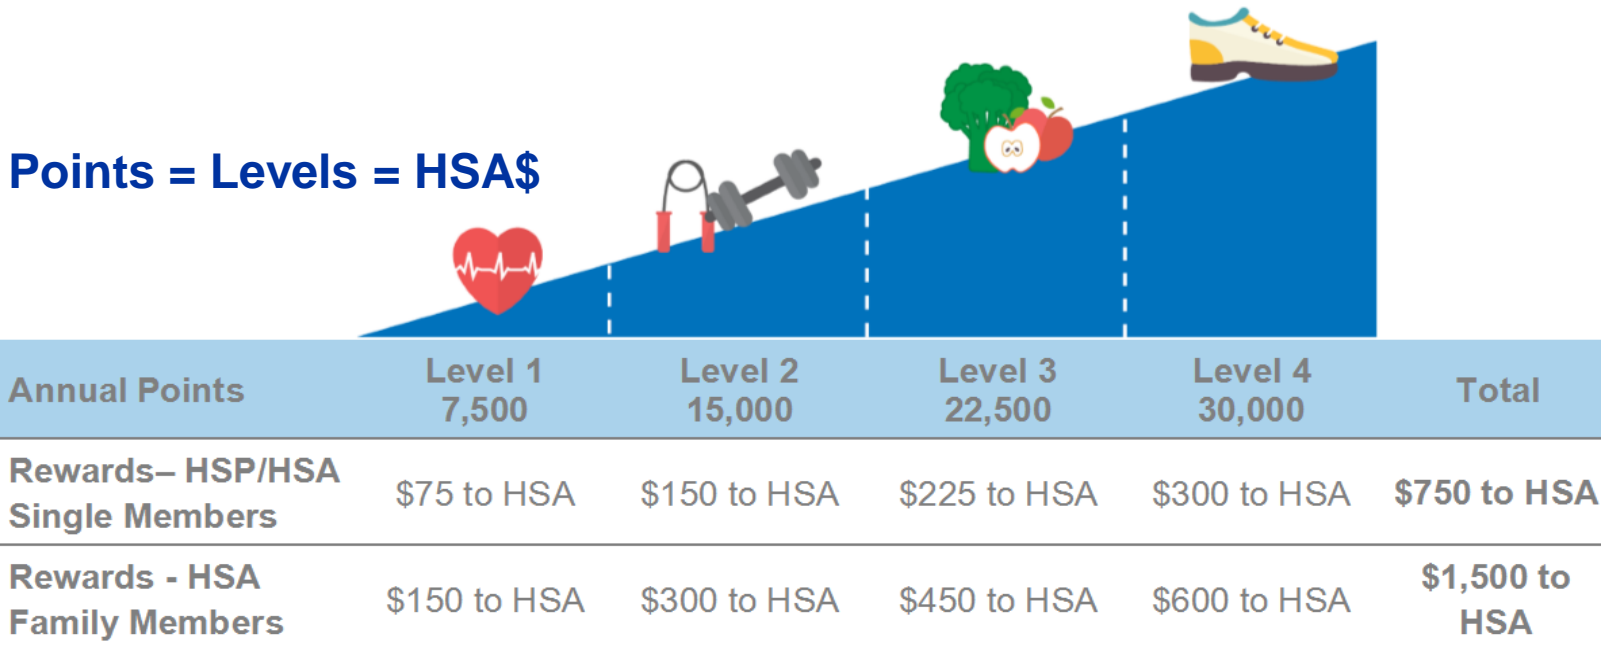 Points = Levels = HSA$
Annual Points
Level 1
7,500
Level 2
15,000
Level 3
22,500
Level 4
30,000
Total
Rewards– HSP/HSA
Single Members
$75 to HSA
$150 to HSA
$225 to HSA
$300 to HSA
$750 to HSA
Rewards - HSA
Family Members
$150 to HSA
$300 to HSA
$450 to HSA
$600 to HSA
$1,500 to
HSA